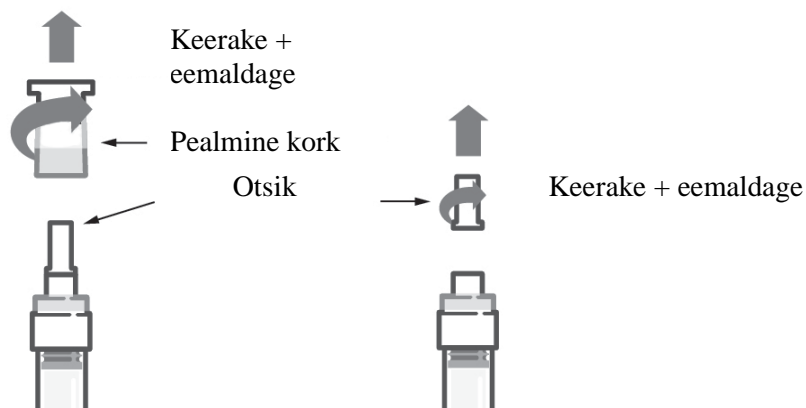 Keerake +
eemaldage
Pealmine kork
Otsik
Keerake + eemaldage